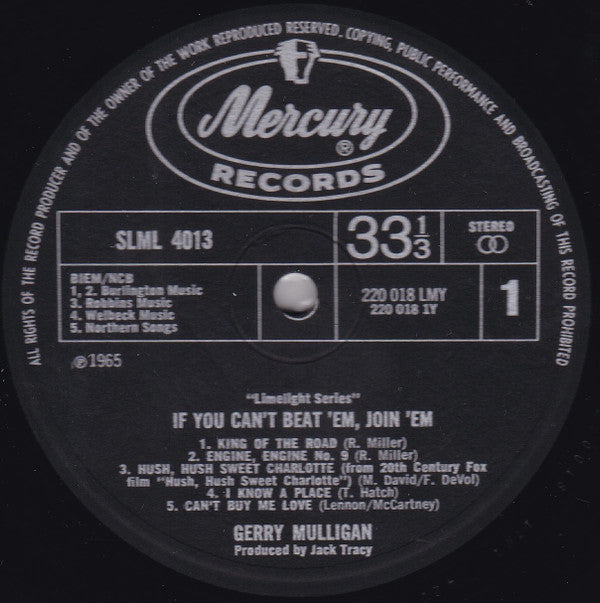 ALL RIGHTS OF THE RECORD PRODUCER AND OF THE OWNER OF THE WORK REPRODUCED RESERVED. COPYING, PUBLIC PERFORMANCE AND BROADCASTING OF THIS RECORD PROHIBITED
Mercury ®
RECORDS
SLML 4013
33 1/3
STEREO
BIEM/NCB
1. 2. Burlington Music
3. Robbins Music
4. Welbeck Music
5. Northern Songs
220 018 LMY
220 018 1Y
1
℗1965
"Limelight Series"
IF YOU CAN'T BEAT 'EM, JOIN 'EM
1. KING OF THE ROAD (R. Miller)
2. ENGINE, ENGINE No. 9 (R. Miller)
3. HUSH, HUSH SWEET CHARLOTTE (from 20th Century Fox
film "Hush, Hush Sweet Charlotte") (M. David/F. DeVol)
4. I KNOW A PLACE (T. Hatch)
5. CAN'T BUY ME LOVE (Lennon/McCartney)
GERRY MULLIGAN
Produced by Jack Tracy